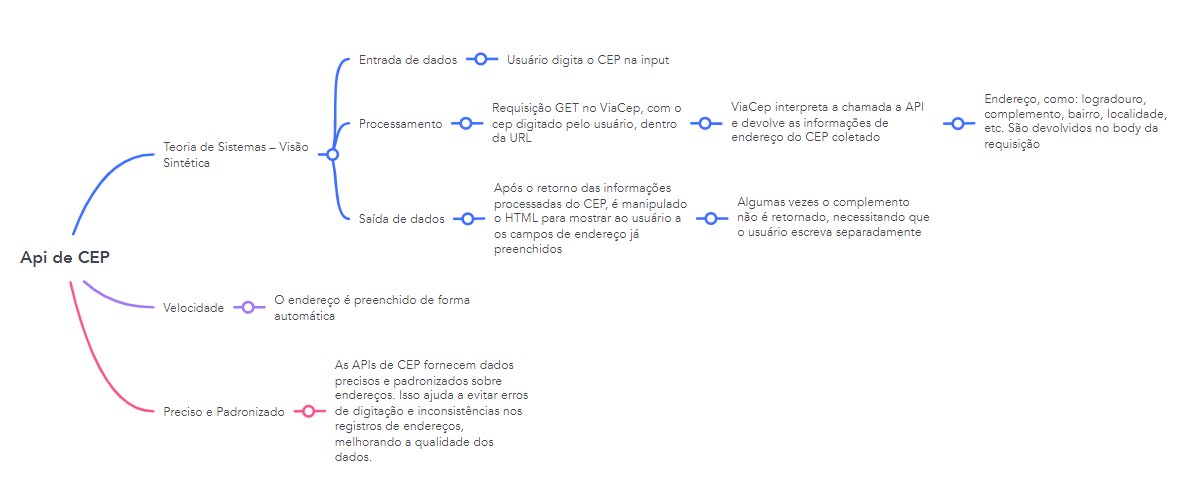 Api de CEP
Teoria de Sistemas – Visão
Sintética
Entrada de dados
Usuário digita o CEP na input
Processamento
Requisição GET no ViaCep, com o
cep digitado pelo usuário, dentro
da URL
ViaCep interpreta a chamada a API
e devolve as informações de
endereço do CEP coletado
Endereço, como: logradouro,
complemento, bairro, localidade,
etc. São devolvidos no body da
requisição
Saída de dados
Após o retorno das informações
processadas do CEP, é manipulado
o HTML para mostrar ao usuário a
os campos de endereço já
preenchidos
Algumas vezes o complemento
não é retornado, necessitando que
o usuário escreva separadamente
Velocidade
O endereço é preenchido de forma
automática
Preciso e Padronizado
As APIs de CEP fornecem dados
precisos e padronizados sobre
endereços. Isso ajuda a evitar erros
de digitação e inconsistências nos
registros de endereços,
melhorando a qualidade dos
dados.